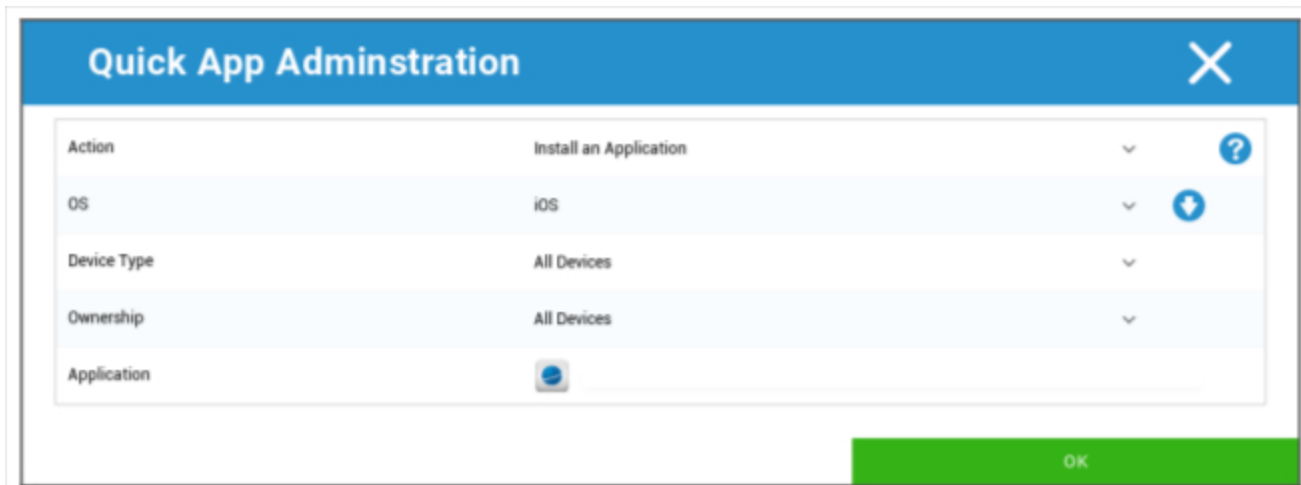 Quick App Adminstration
Action Install an Application
?
OS iOS
Device Type All Devices
Ownership All Devices
Application
OK